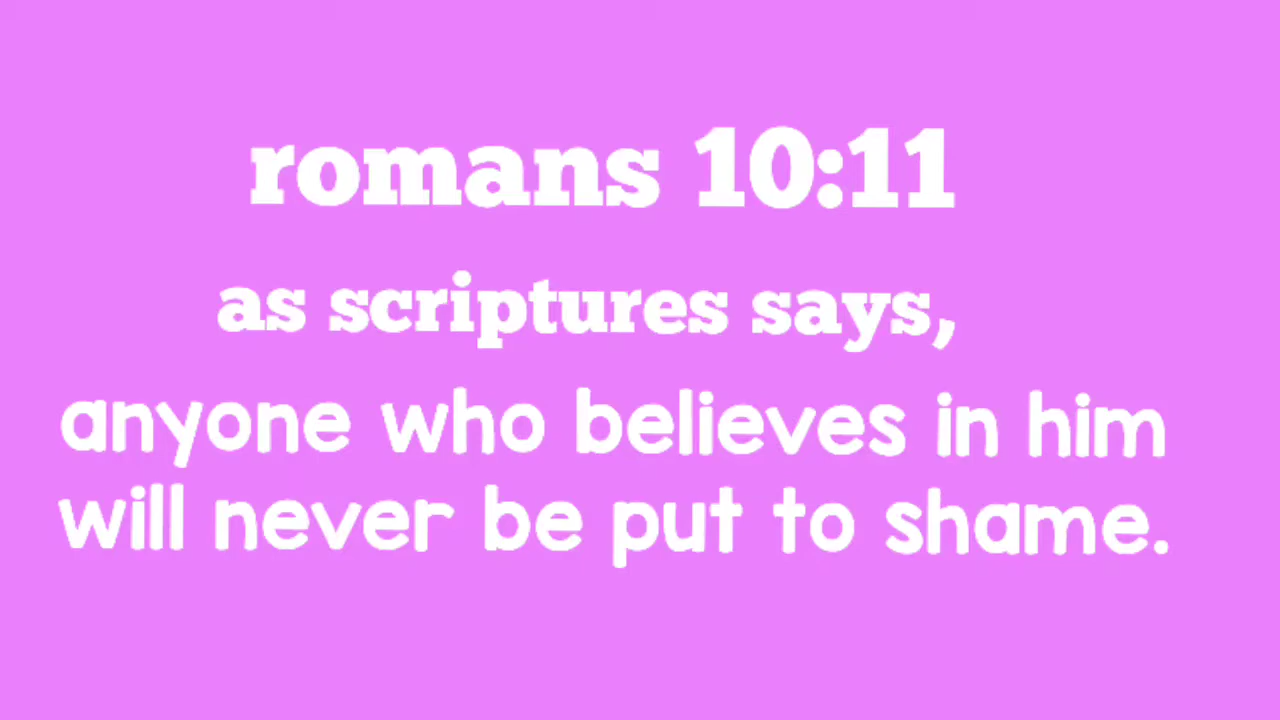 romans 10:11
as scriptures says,
anyone who believes in him
will never be put to shame.